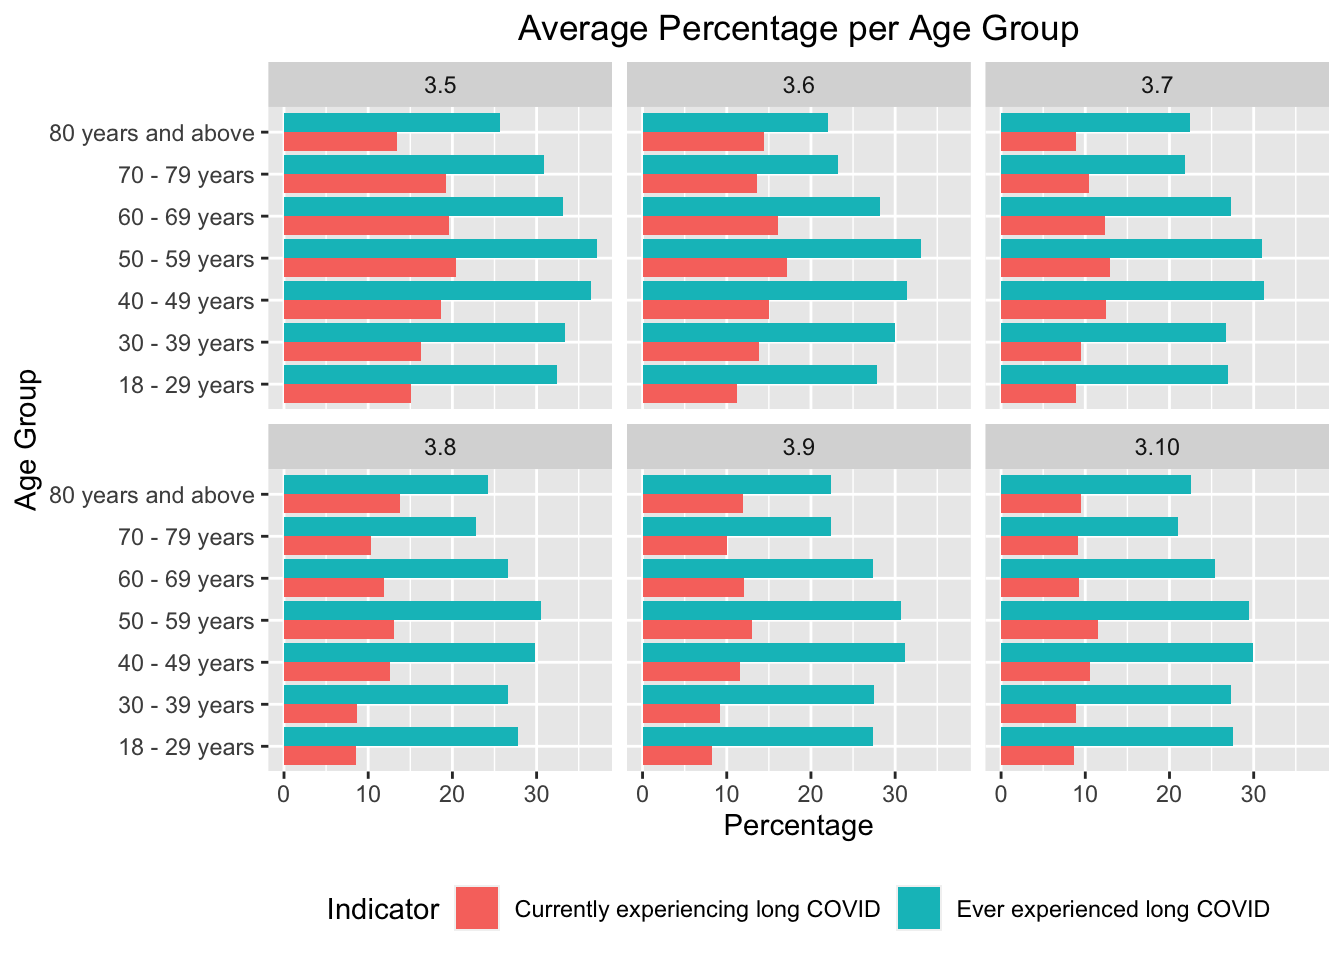 Average Percentage per Age Group
3.5 3.6 3.7
80 years and above
70 - 79 years
60 - 69 years
50 - 59 years
40 - 49 years
30 - 39 years
18 - 29 years
Age Group
3.8 3.9 3.10
80 years and above
70 - 79 years
60 - 69 years
50 - 59 years
40 - 49 years
30 - 39 years
18 - 29 years
0 10 20 30 0 10 20 30 0 10 20 30
Percentage
Indicator Currently experiencing long COVID Ever experienced long COVID